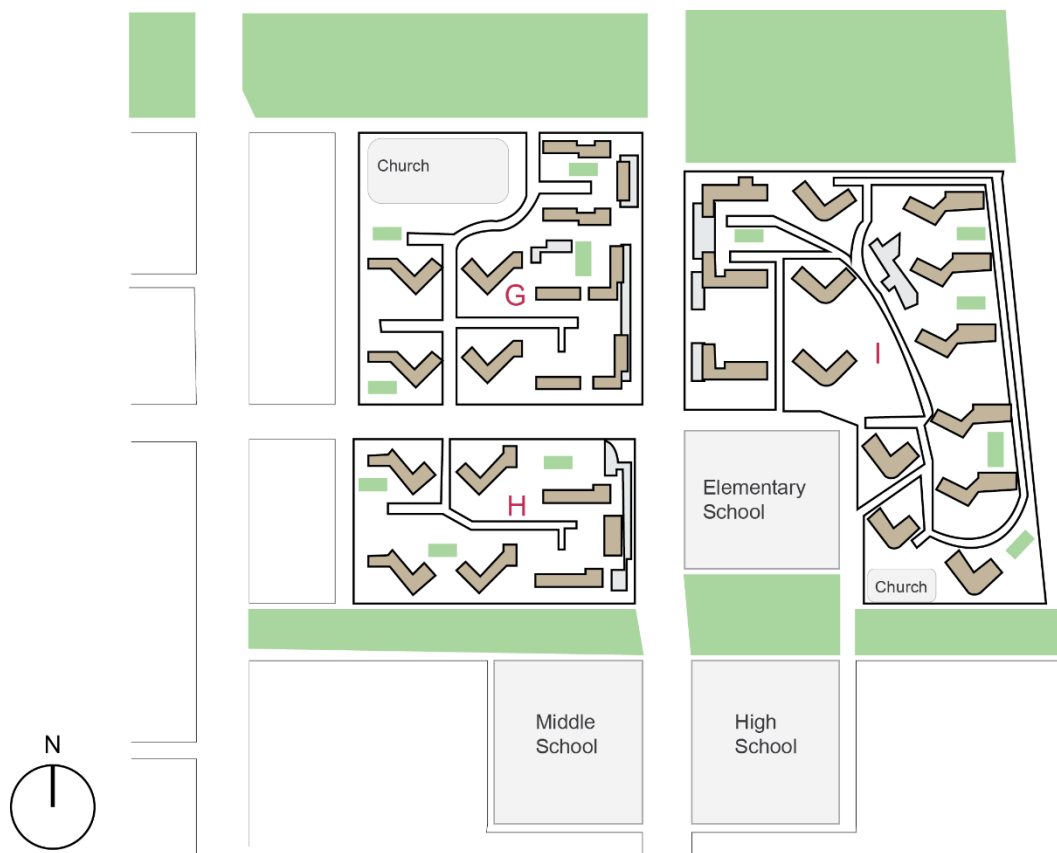 Church
G
I
Elementary
School
H
Church
Middle
School
High
School
N